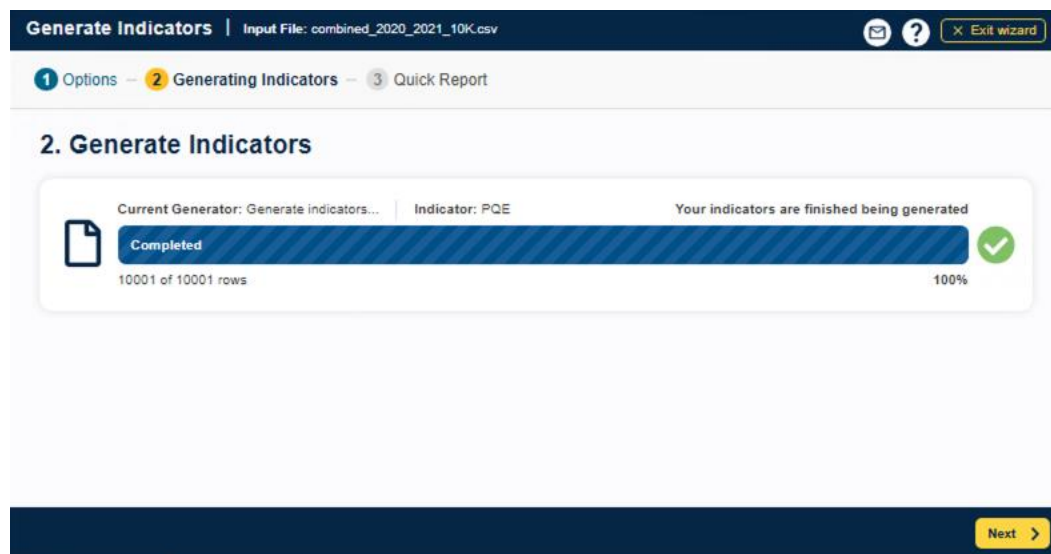 Generate Indicators | Input File: combined_2020_2021_10K.csv ? × Exit wizard
1 Options – 2 Generating Indicators – 3 Quick Report
2. Generate Indicators
Current Generator: Generate indicators... Indicator: PQE Your indicators are finished being generated
Completed
10001 of 10001 rows 100%
Next >